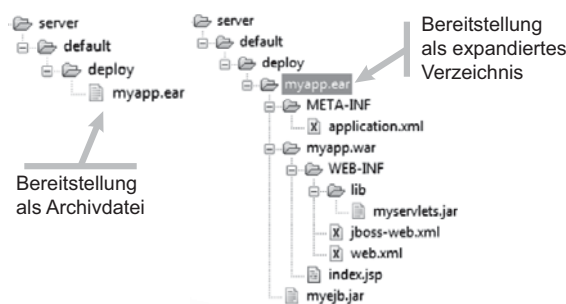 server
default
deploy
myapp.ear
Bereitstellung
als Archivdatei
server
default
deploy
myapp.ear
META-INF
application.xml
myapp.war
WEB-INF
lib
myservlets.jar
jboss-web.xml
web.xml
index.jsp
myejb.jar
Bereitstellung
als expandiertes
Verzeichnis